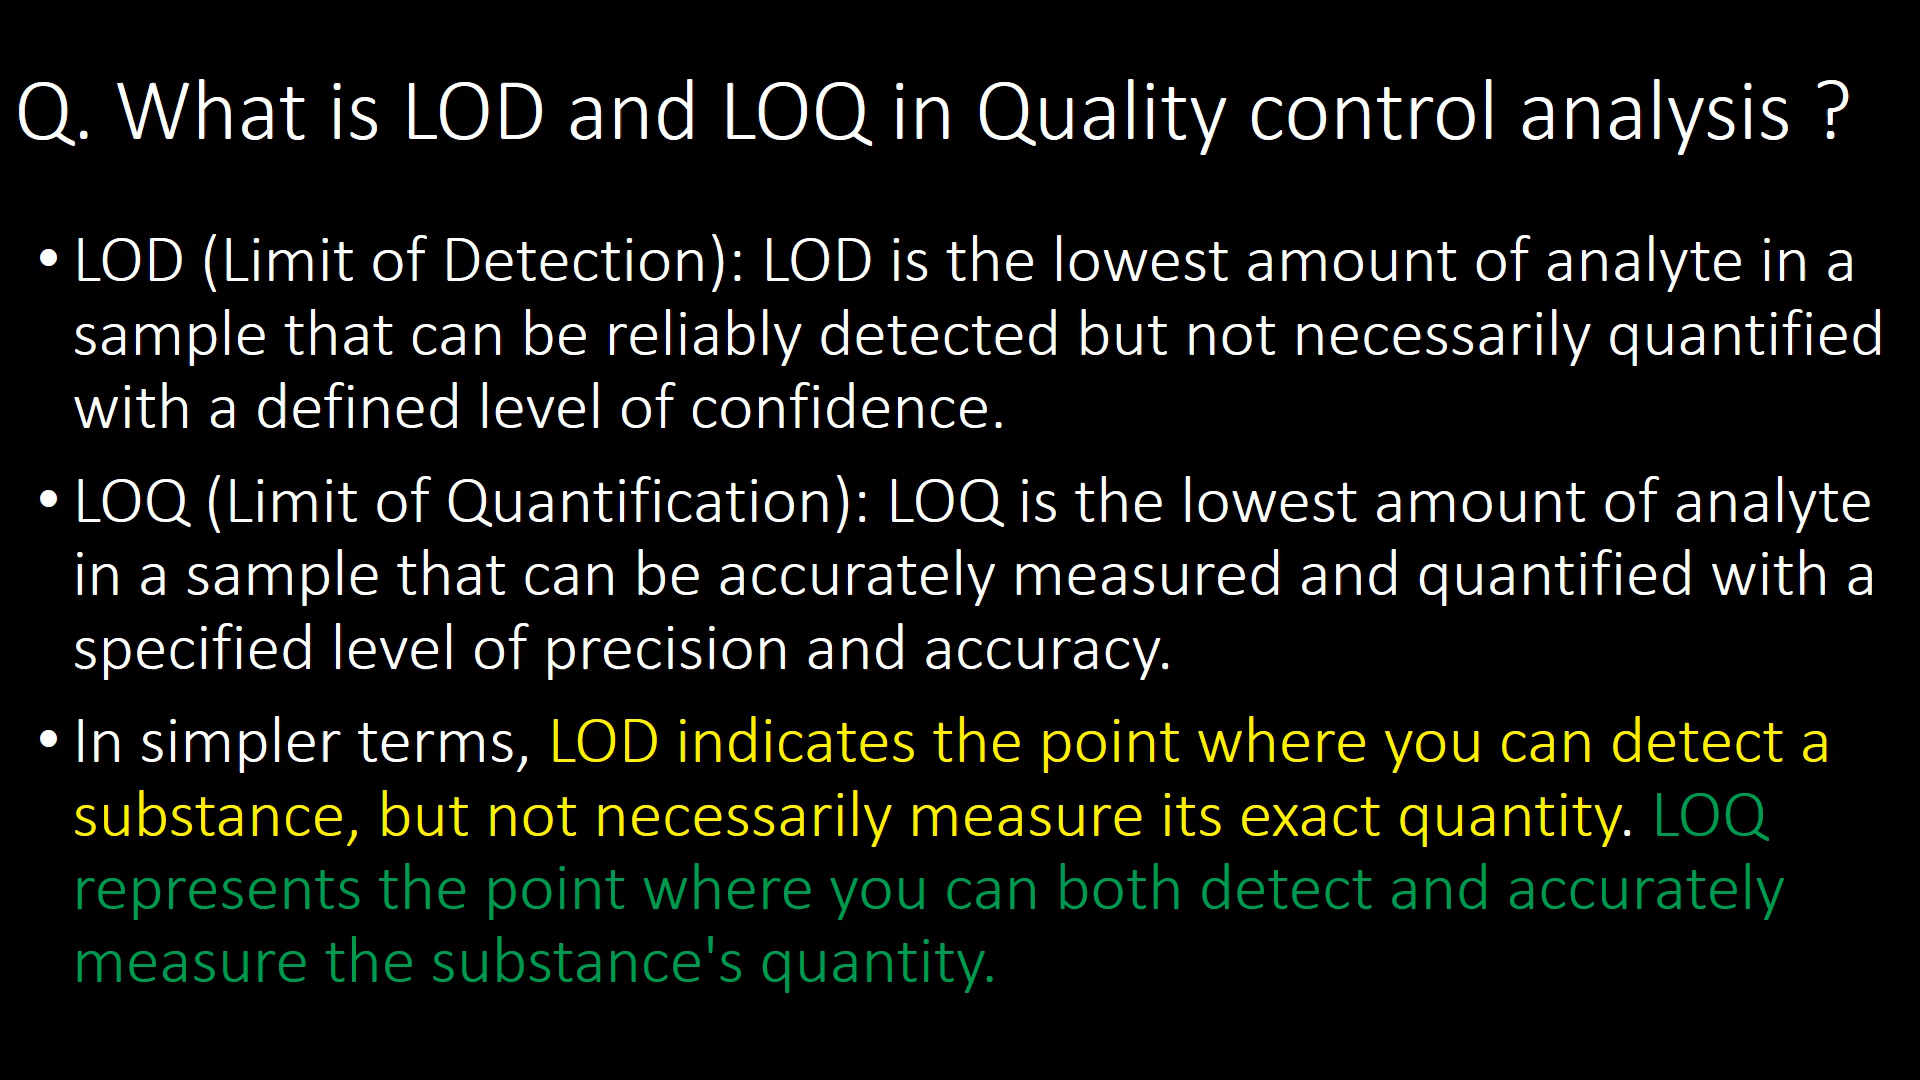 Q. What is LOD and LOQ in Quality control analysis ?
• LOD (Limit of Detection): LOD is the lowest amount of analyte in a
sample that can be reliably detected but not necessarily quantified
with a defined level of confidence.
• LOQ (Limit of Quantification): LOQ is the lowest amount of analyte
in a sample that can be accurately measured and quantified with a
specified level of precision and accuracy.
• In simpler terms, LOD indicates the point where you can detect a
substance, but not necessarily measure its exact quantity. LOQ
represents the point where you can both detect and accurately
measure the substance's quantity.